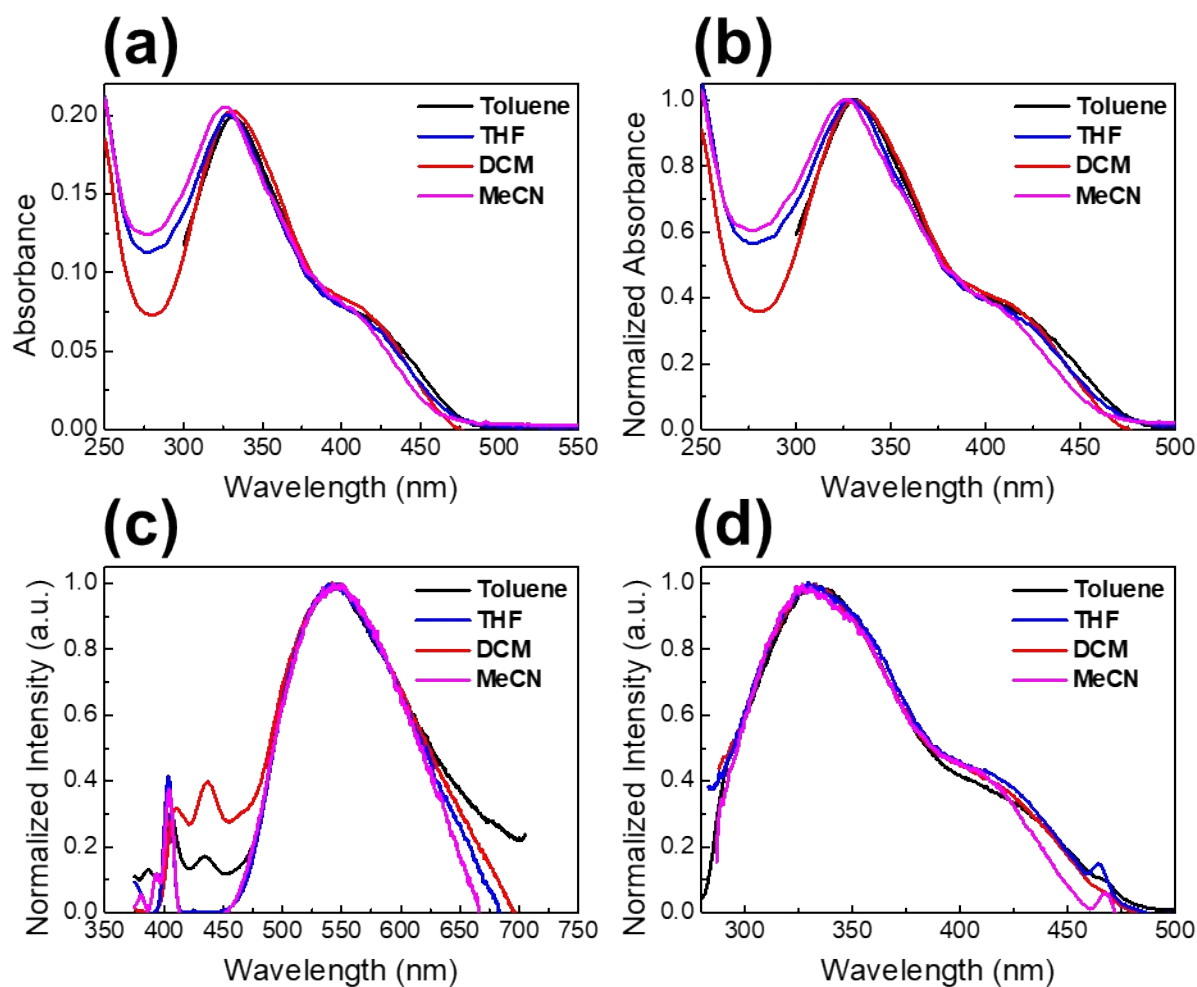 (a)
0.20
0.15
0.10
0.05
0.00
Absorbance
Toluene
THF
DCM
MeCN
250 300 350 400 450 500 550
Wavelength (nm)
(b)
1.0
0.8
0.6
0.4
0.2
0.0
Normalized Absorbance
Toluene
THF
DCM
MeCN
250 300 350 400 450 500
Wavelength (nm)
(c)
1.0
0.8
0.6
0.4
0.2
0.0
Normalized Intensity (a.u.)
Toluene
THF
DCM
MeCN
350 400 450 500 550 600 650 700 750
Wavelength (nm)
(d)
1.0
0.8
0.6
0.4
0.2
0.0
Normalized Intensity (a.u.)
Toluene
THF
DCM
MeCN
300 350 400 450 500
Wavelength (nm)